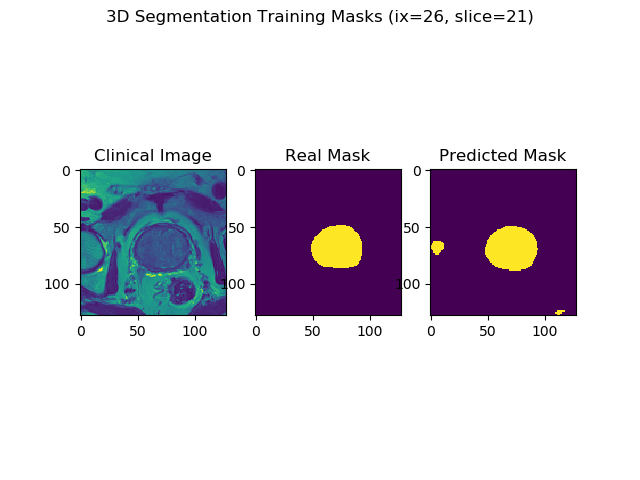 3D Segmentation Training Masks (ix=26, slice=21)
Clinical Image Real Mask Predicted Mask
0 0 0
50 50 50
100 100 100
0 50 100 0 50 100 0 50 100